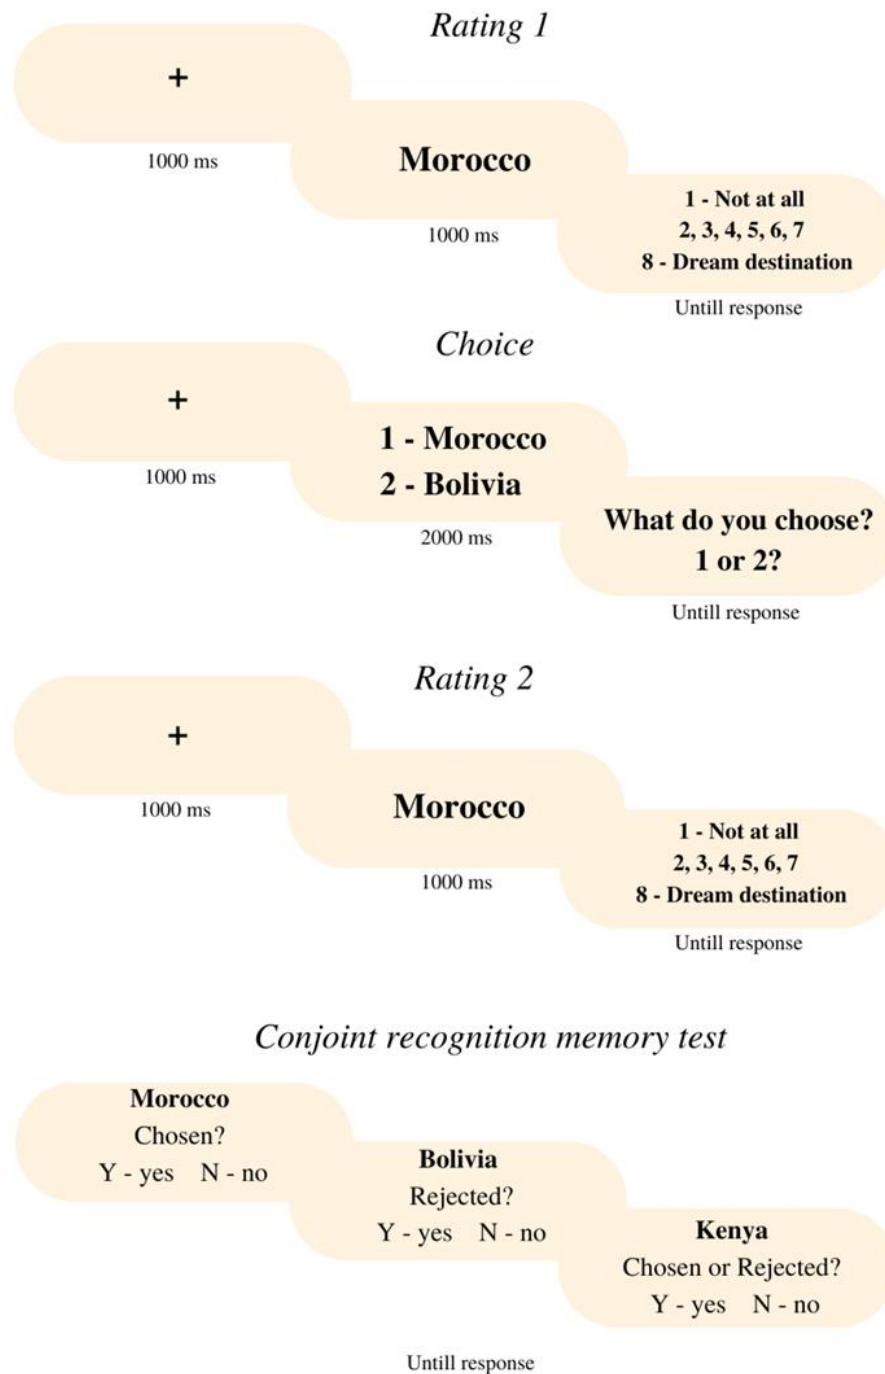 Rating 1
+
1000 ms
Morocco
1000 ms
1 - Not at all
2, 3, 4, 5, 6, 7
8 - Dream destination
Untill response
Choice
+
1000 ms
1 - Morocco
2 - Bolivia
2000 ms
What do you choose?
1 or 2?
Untill response
Rating 2
+
1000 ms
Morocco
1000 ms
1 - Not at all
2, 3, 4, 5, 6, 7
8 - Dream destination
Untill response
Conjoint recognition memory test
Morocco
Chosen?
Y - yes N - no
Bolivia
Rejected?
Y - yes N - no
Kenya
Chosen or Rejected?
Y - yes N - no
Untill response